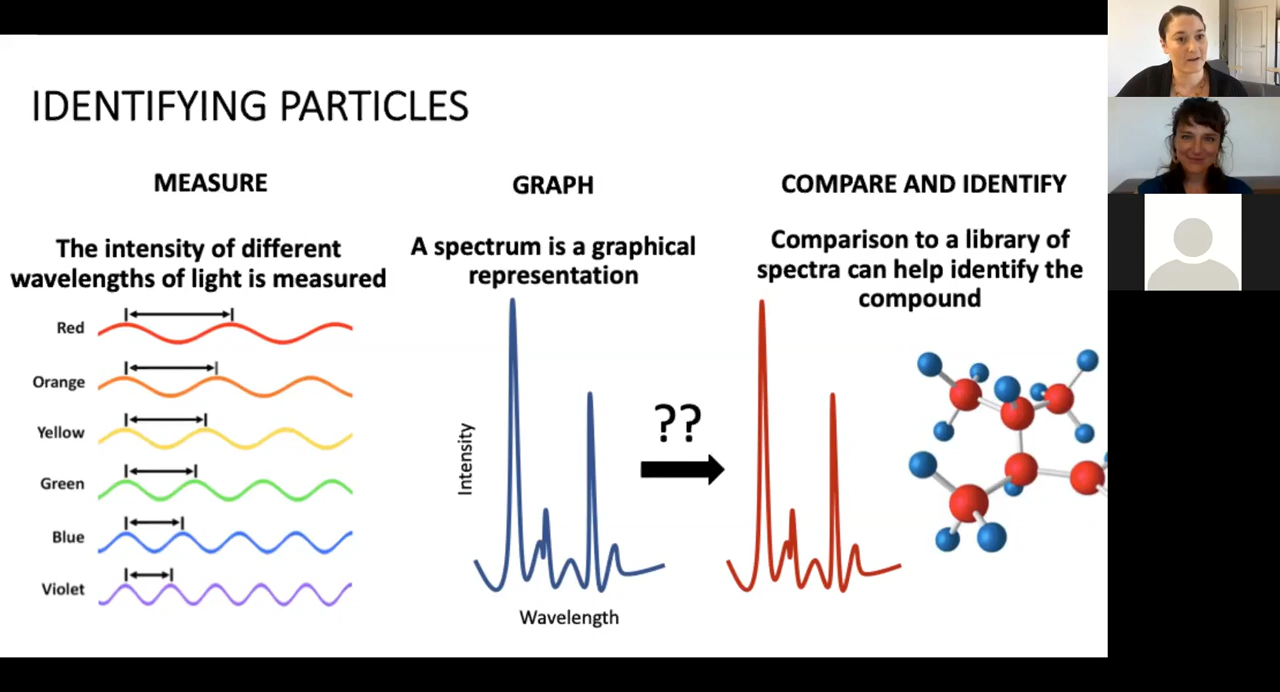 IDENTIFYING PARTICLES
MEASURE
The intensity of different
wavelengths of light is measured
Red
Orange
Yellow
Green
Blue
Violet
GRAPH
A spectrum is a graphical
representation
Intensity
Wavelength
??
COMPARE AND IDENTIFY
Comparison to a library of
spectra can help identify the
compound